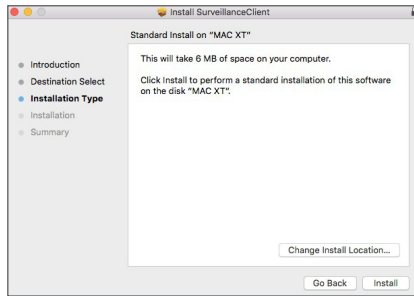 Install SurveillanceClient
Standard Install on “MAC XT”
Introduction
Destination Select
Installation Type
Installation
Summary
This will take 6 MB of space on your computer.
Click Install to perform a standard installation of this software
on the disk “MAC XT”.
Change Install Location...
Go Back
Install